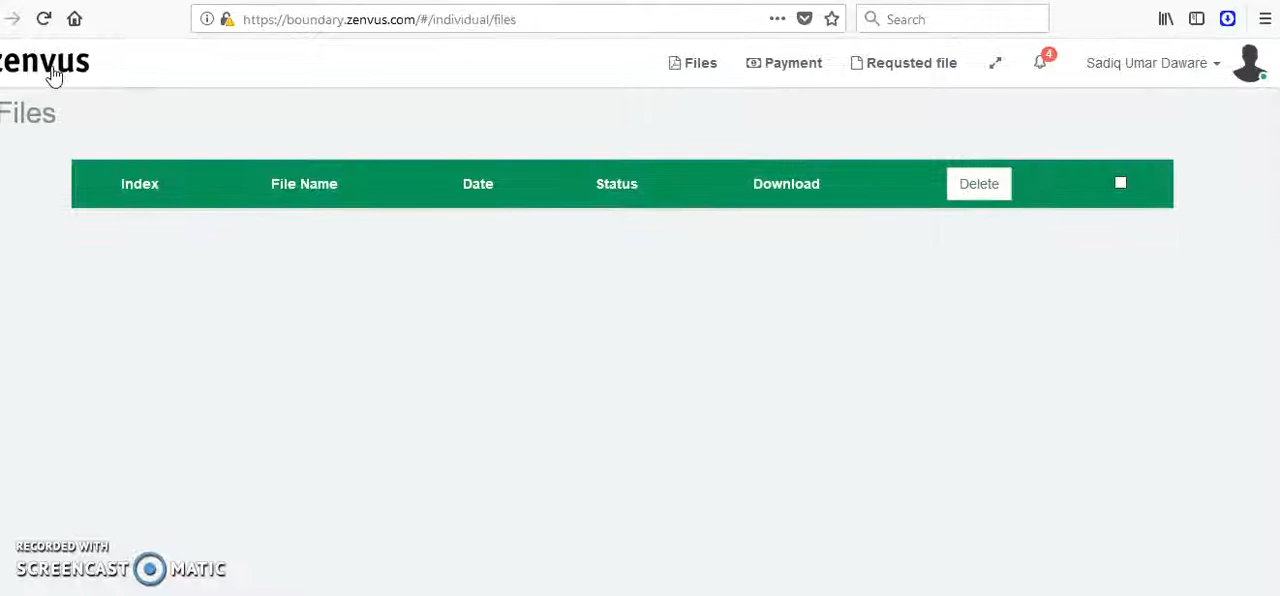 https://boundary.zenvus.com/#/individual/files
Search
zenvus
Files
Payment
Requsted file
4
Sadiq Umar Daware
Files
Index
File Name
Date
Status
Download
Delete
RECORDED WITH
SCREENCAST MATIC